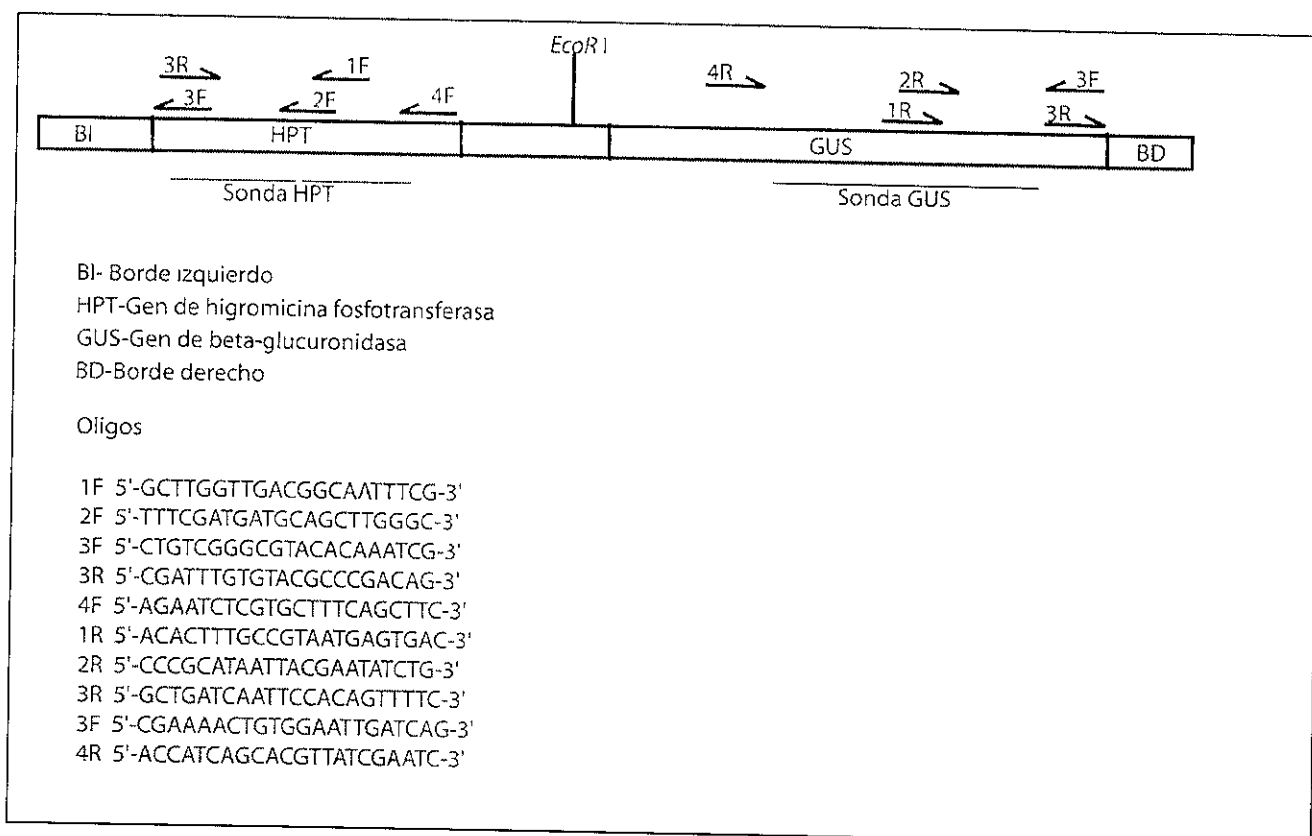 EcoR I
3R 1F 4R 2R 3F
3F 2F 4F 1R 3R
BI HPT GUS BD
Sonda HPT Sonda GUS
BI- Borde izquierdo
HPT-Gen de higromicina fosfotransferasa
GUS-Gen de beta-glucuronidasa
BD-Borde derecho
Oligos
1F 5'-GCTTGGTTGACGGCAATTTCG-3'
2F 5'-TTTCGATGATGCAGCTTGGGC-3'
3F 5'-CTGTCGGGCGTACACAAATCG-3'
3R 5'-CGATTTGTGTACGCCCGACAG-3'
4F 5'-AGAATCTCGTGCTTTCAGCTTC-3'
1R 5'-ACACTTTGCCGTAATGAGTGAC-3'
2R 5'-CCCGCATAATTACGAATATCTG-3'
3R 5'-GCTGATCAATTCCACAGTTTTC-3'
3F 5'-CGAAAACTGTGGAATTGATCAG-3'
4R 5'-ACCATCAGCACGTTATCGAATC-3'